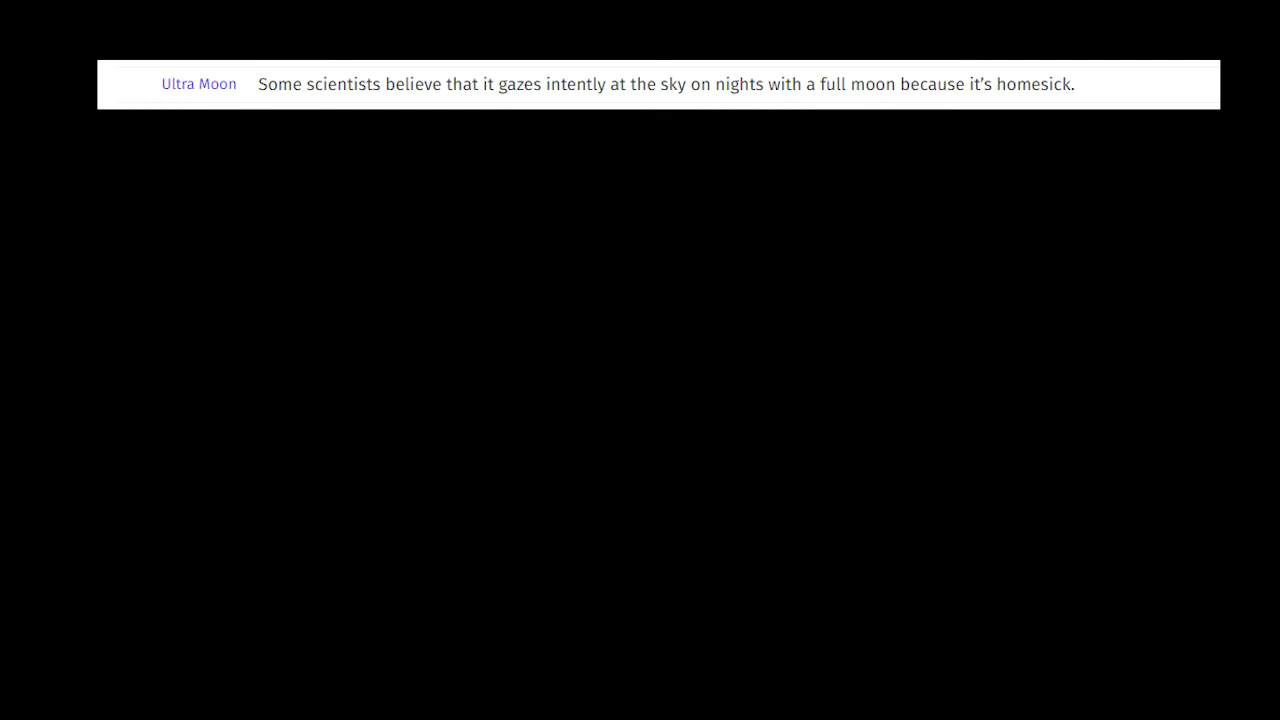 Ultra Moon Some scientists believe that it gazes intently at the sky on nights with a full moon because it’s homesick.